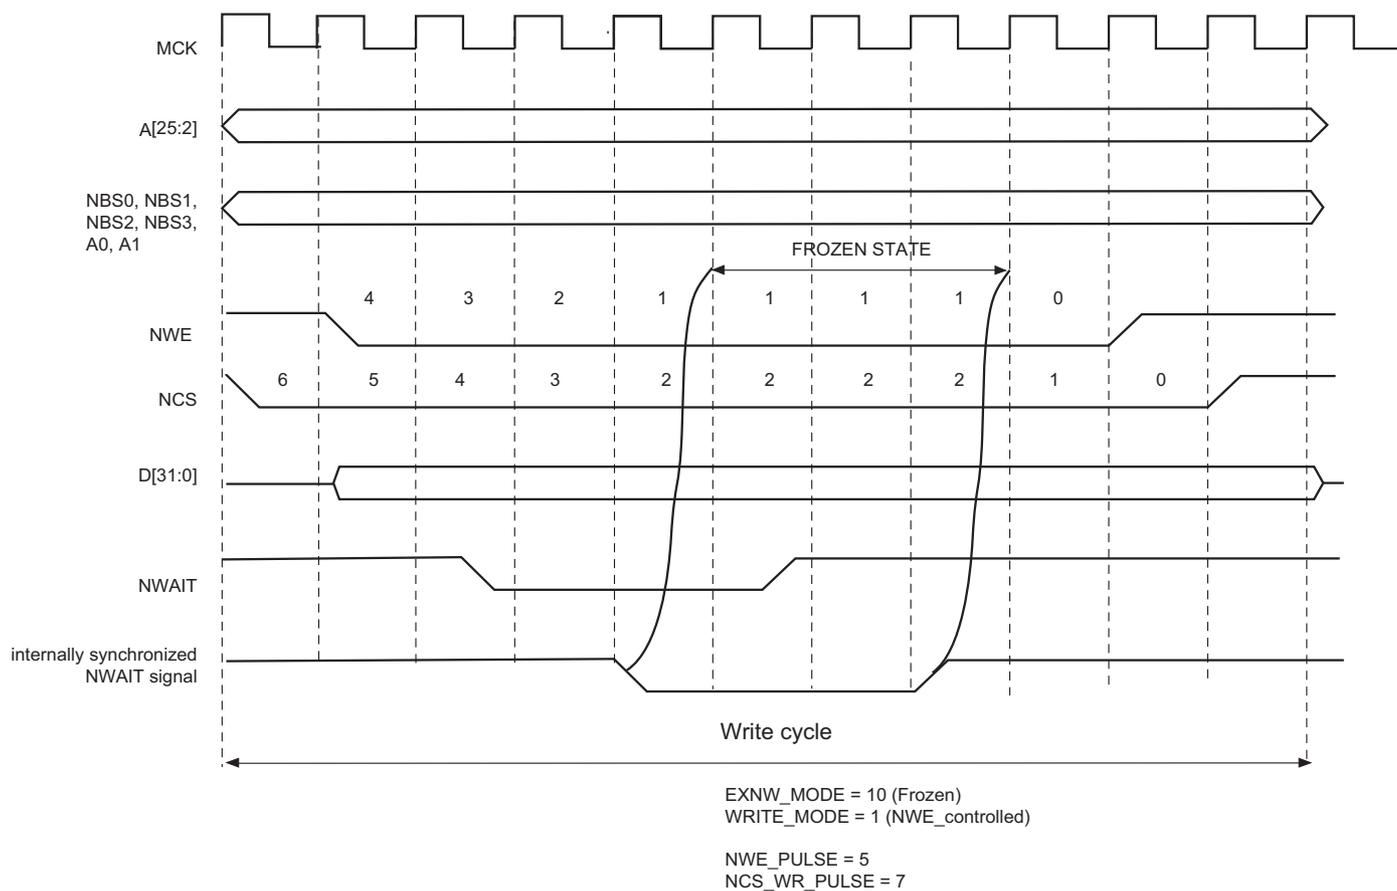 MCK
A[25:2]
NBS0, NBS1,
NBS2, NBS3,
A0, A1
FROZEN STATE
4 3 2 1 1 1 1 0
NWE
6 5 4 3 2 2 2 2 1 0
NCS
D[31:0]
NWAIT
internally synchronized
NWAIT signal
Write cycle
EXNW_MODE = 10 (Frozen)
WRITE_MODE = 1 (NWE_controlled)
NWE_PULSE = 5
NCS_WR_PULSE = 7